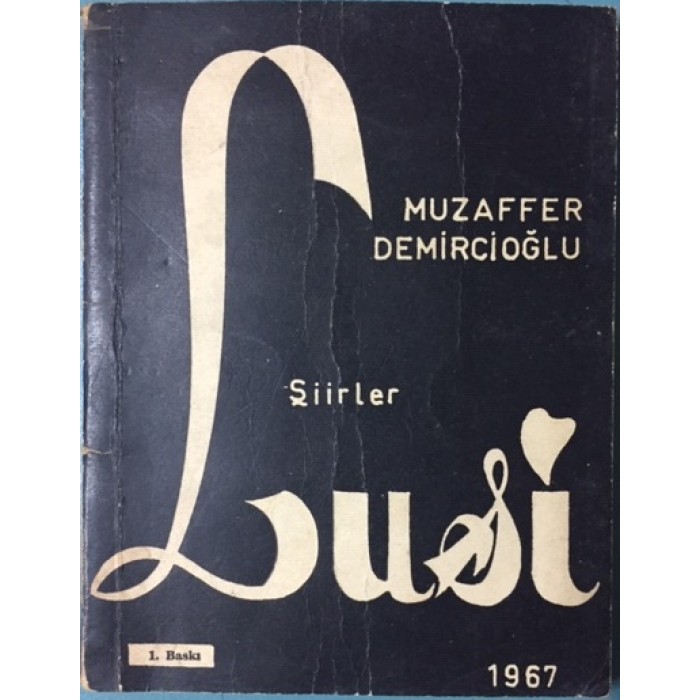 MUZAFFER
DEMİRCİOĞLU
Şiirler
Lusi
1. Baskı
1967